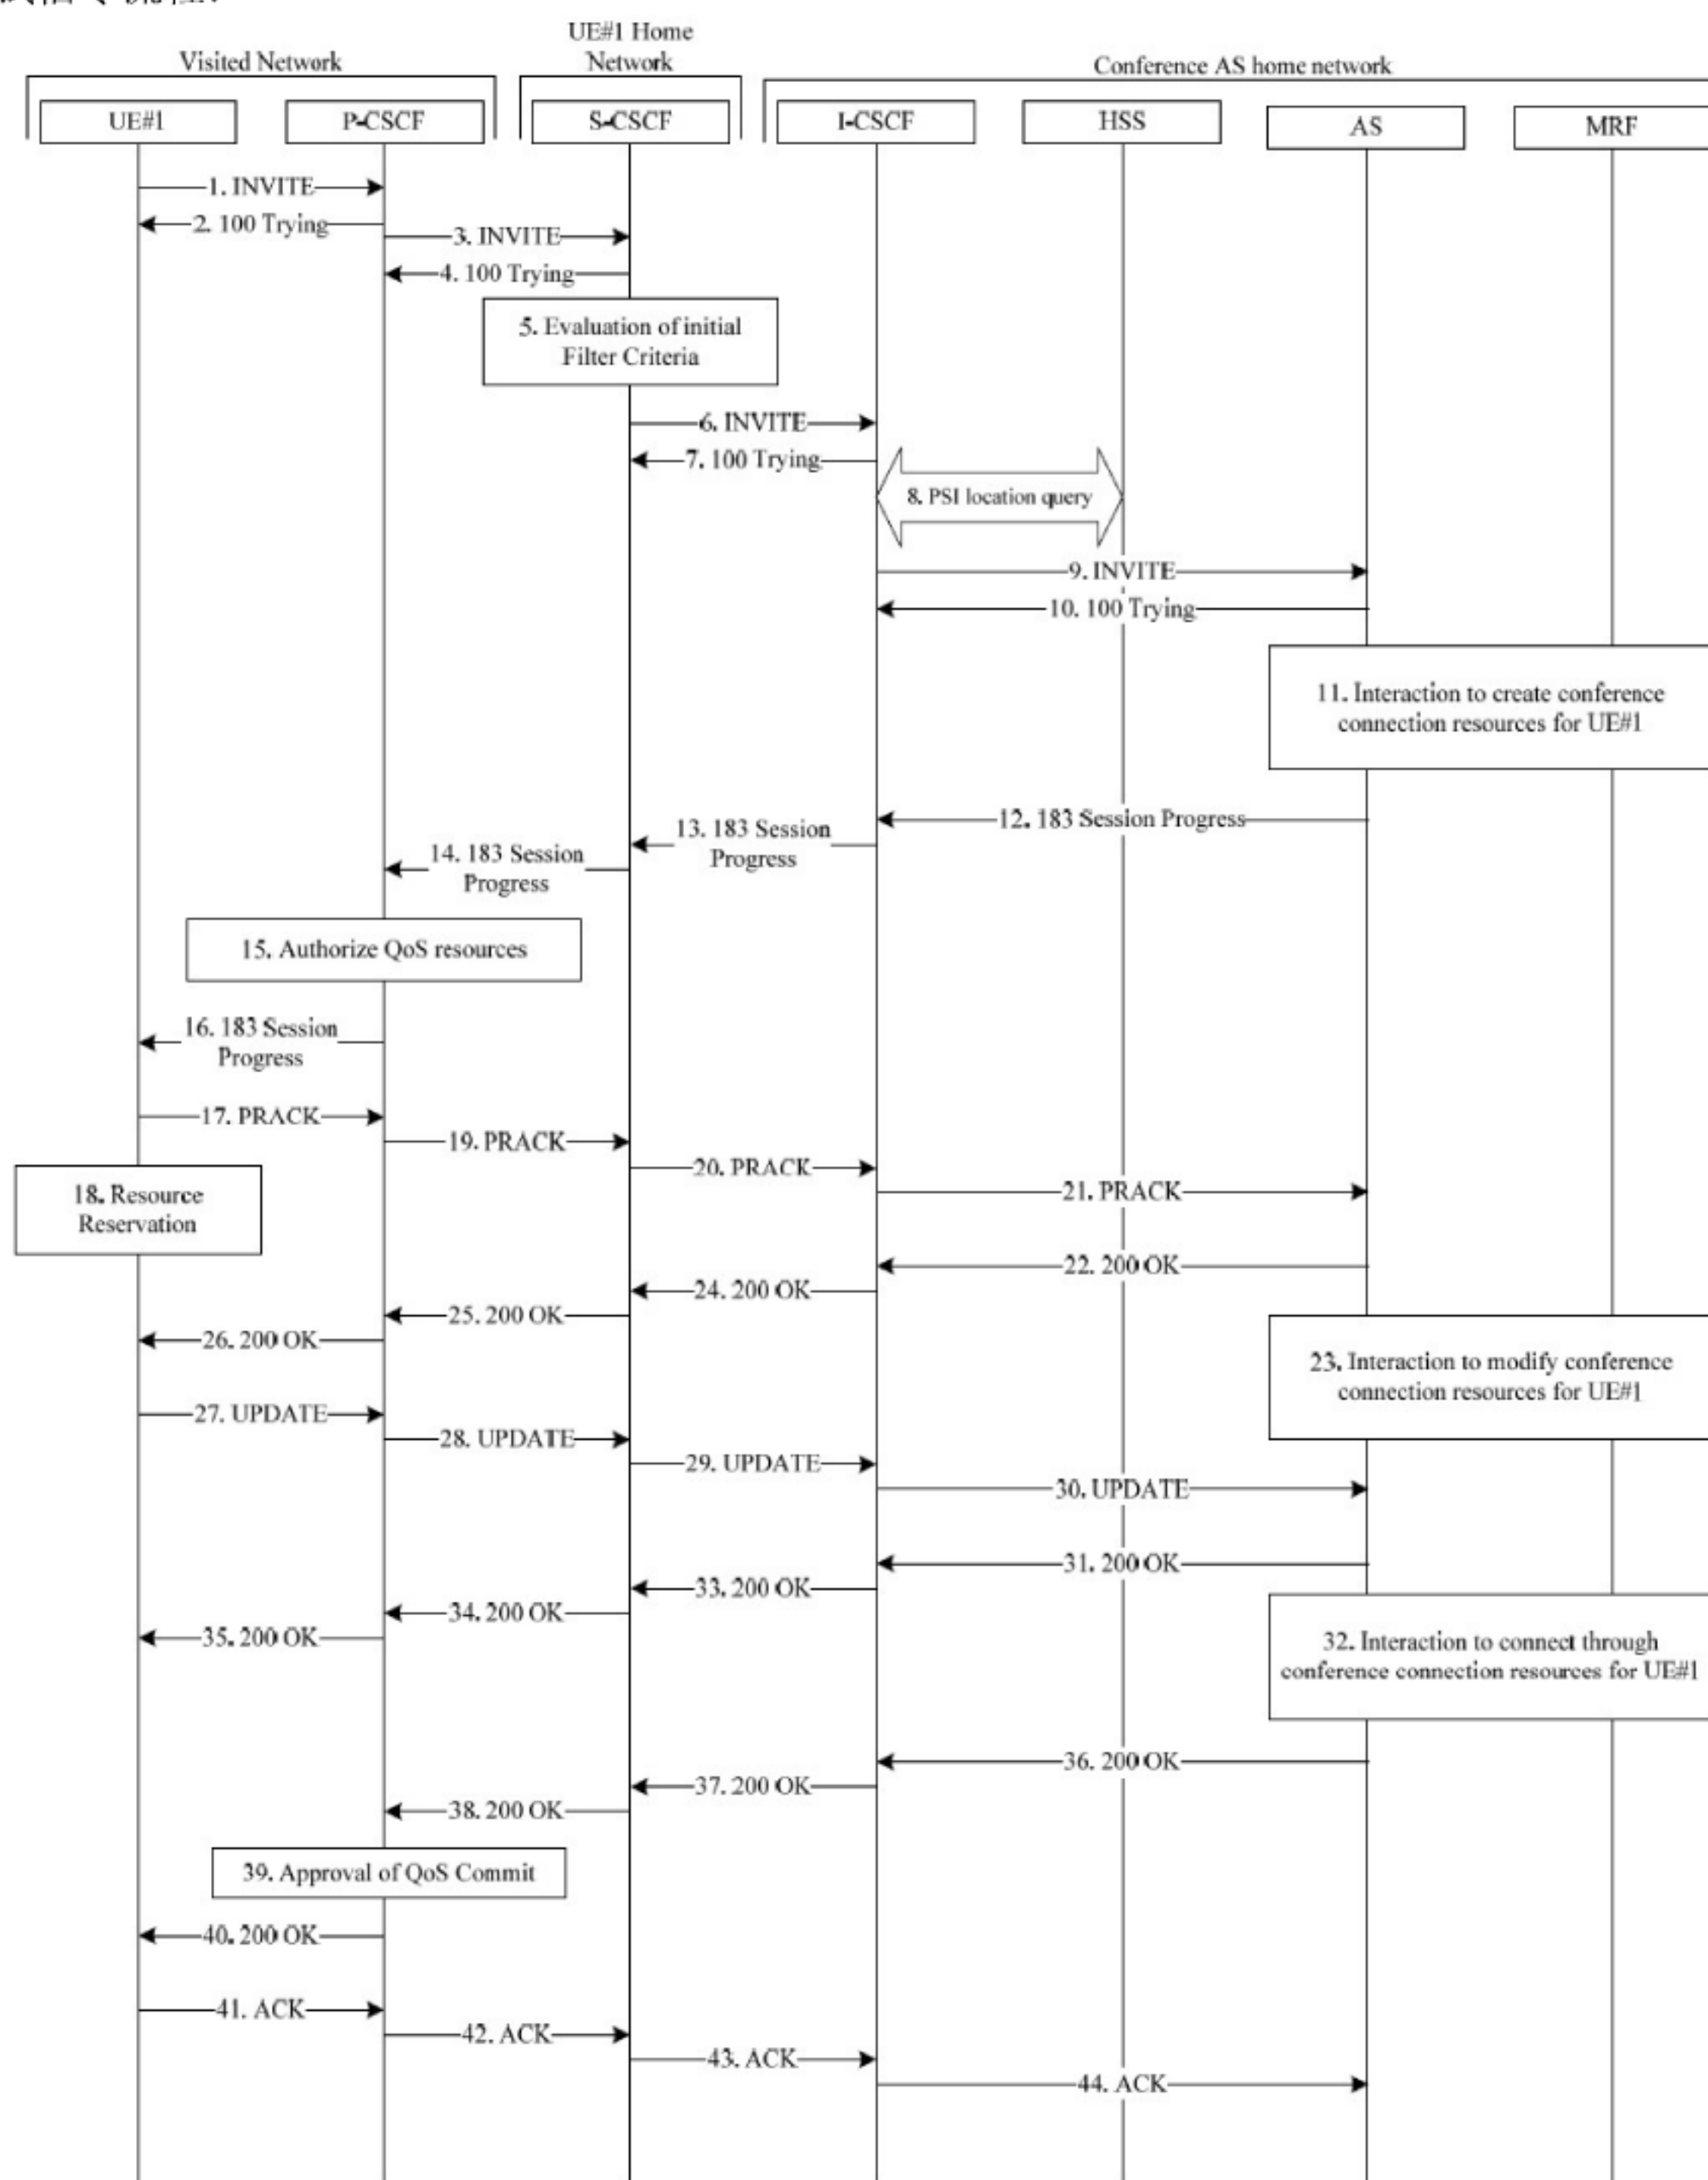 UE#1 Home
Visited Network
Network
Conference AS home network
UE#1
P-CSCF
S-CSCF
I-CSCF
HSS
AS
MRF
1. INVITE
2. 100 Trying
3. INVITE
4. 100 Trying
5. Evaluation of initial
Filter Criteria
6. INVITE
7. 100 Trying
8. PSI location query
9. INVITE
10. 100 Trying
11. Interaction to create conference
connection resources for UE#1
12. 183 Session Progress
13. 183 Session
Progress
14. 183 Session
Progress
15. Authorize QoS resources
16. 183 Session
Progress
17. PRACK
19. PRACK
20. PRACK
21. PRACK
18. Resource
Reservation
22. 200 OK
24. 200 OK
25. 200 OK
26. 200 OK
23. Interaction to modify conference
connection resources for UE#1
27. UPDATE
28. UPDATE
29. UPDATE
30. UPDATE
31. 200 OK
33. 200 OK
34. 200 OK
35. 200 OK
32. Interaction to connect through
conference connection resources for UE#1
36. 200 OK
37. 200 OK
38. 200 OK
39. Approval of QoS Commit
40. 200 OK
41. ACK
42. ACK
43. ACK
44. ACK